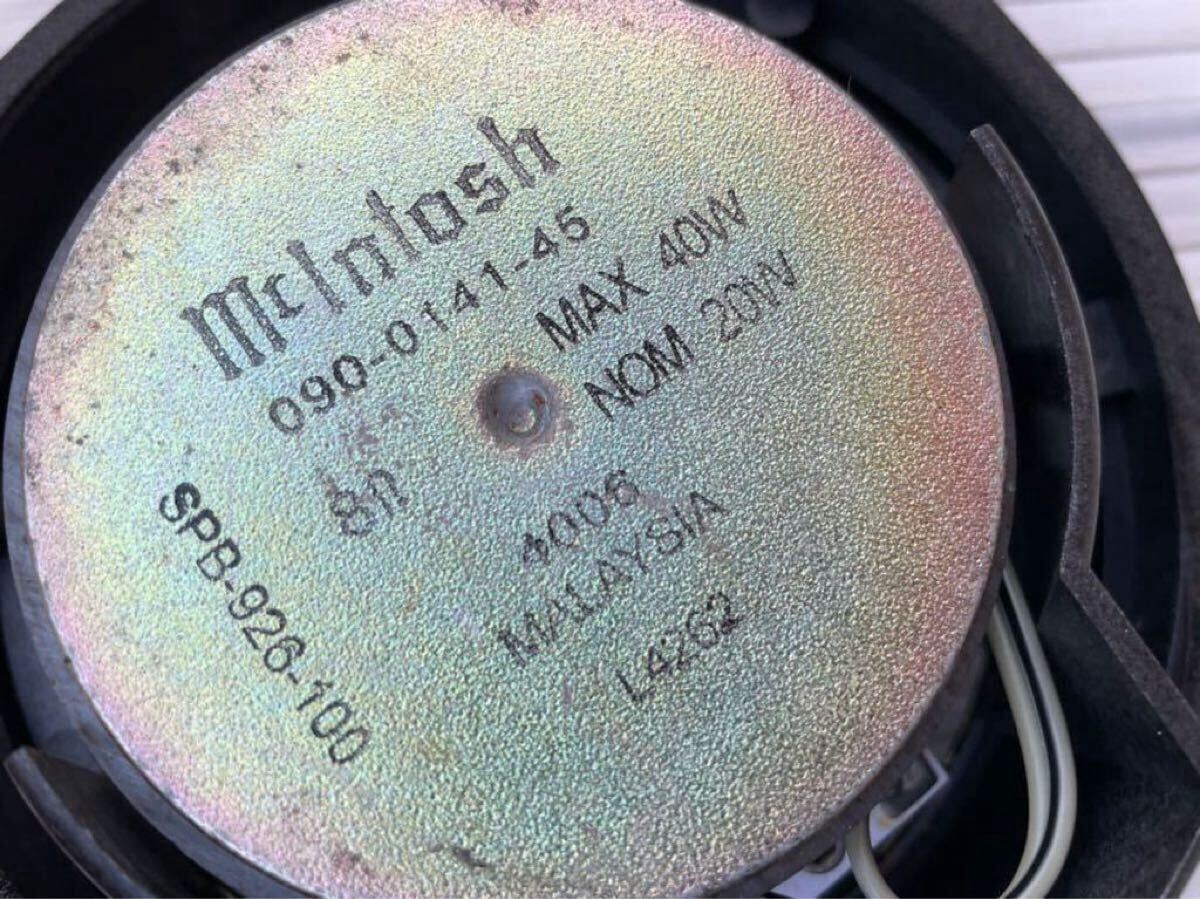 McIntosh
090-0141-45
MAX 40W
NOM 20W
8Ω
4006
MALAYSIA
L4262
SPB-926-100